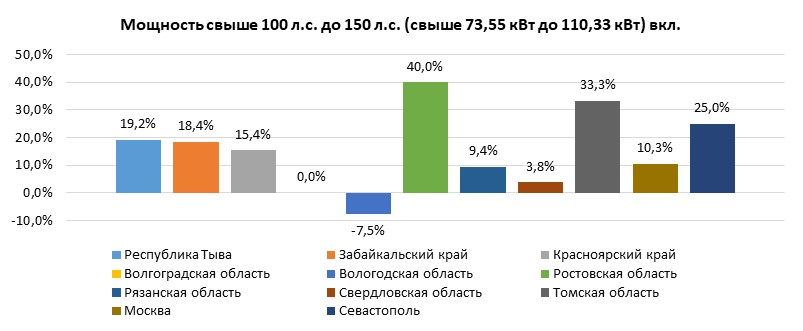 Мощность свыше 100 л.с. до 150 л.с. (свыше 73,55 кВт до 110,33 кВт) вкл.
50,0%
40,0%
30,0%
20,0%
10,0%
0,0%
-10,0%
19,2%
18,4%
15,4%
0,0%
-7,5%
40,0%
9,4%
3,8%
33,3%
10,3%
25,0%
Республика Тыва
Забайкальский край
Красноярский край
Волгоградская область
Вологодская область
Ростовская область
Рязанская область
Свердловская область
Томская область
Москва
Севастополь